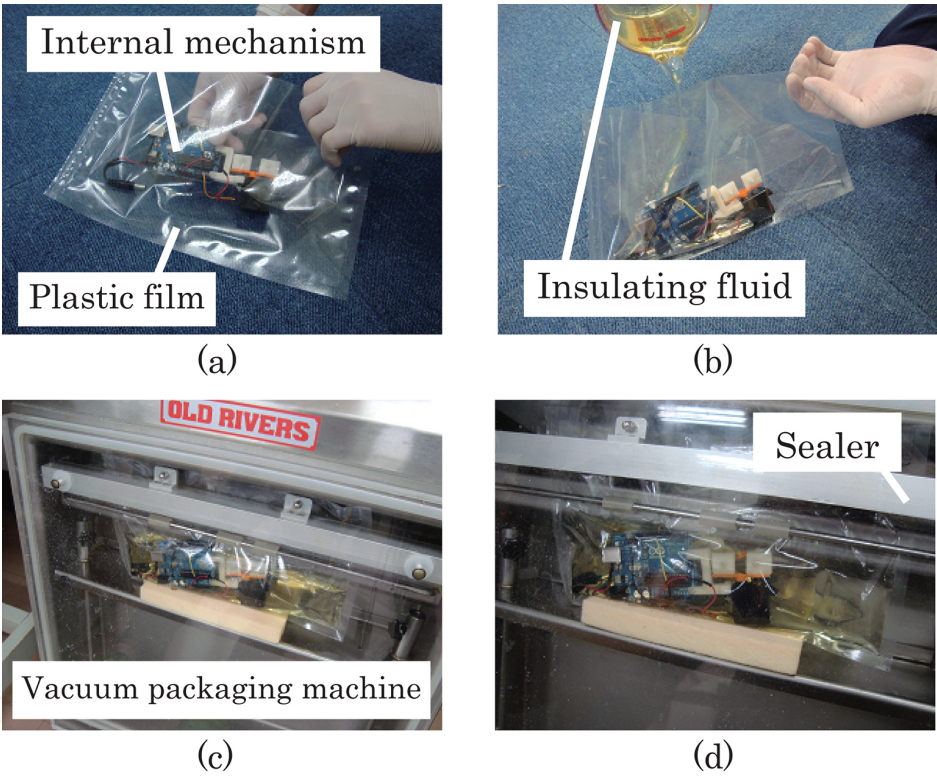 Internal mechanism
Plastic film
(a)
Insulating fluid
(b)
OLD RIVERS
Vacuum packaging machine
(c)
Sealer
(d)